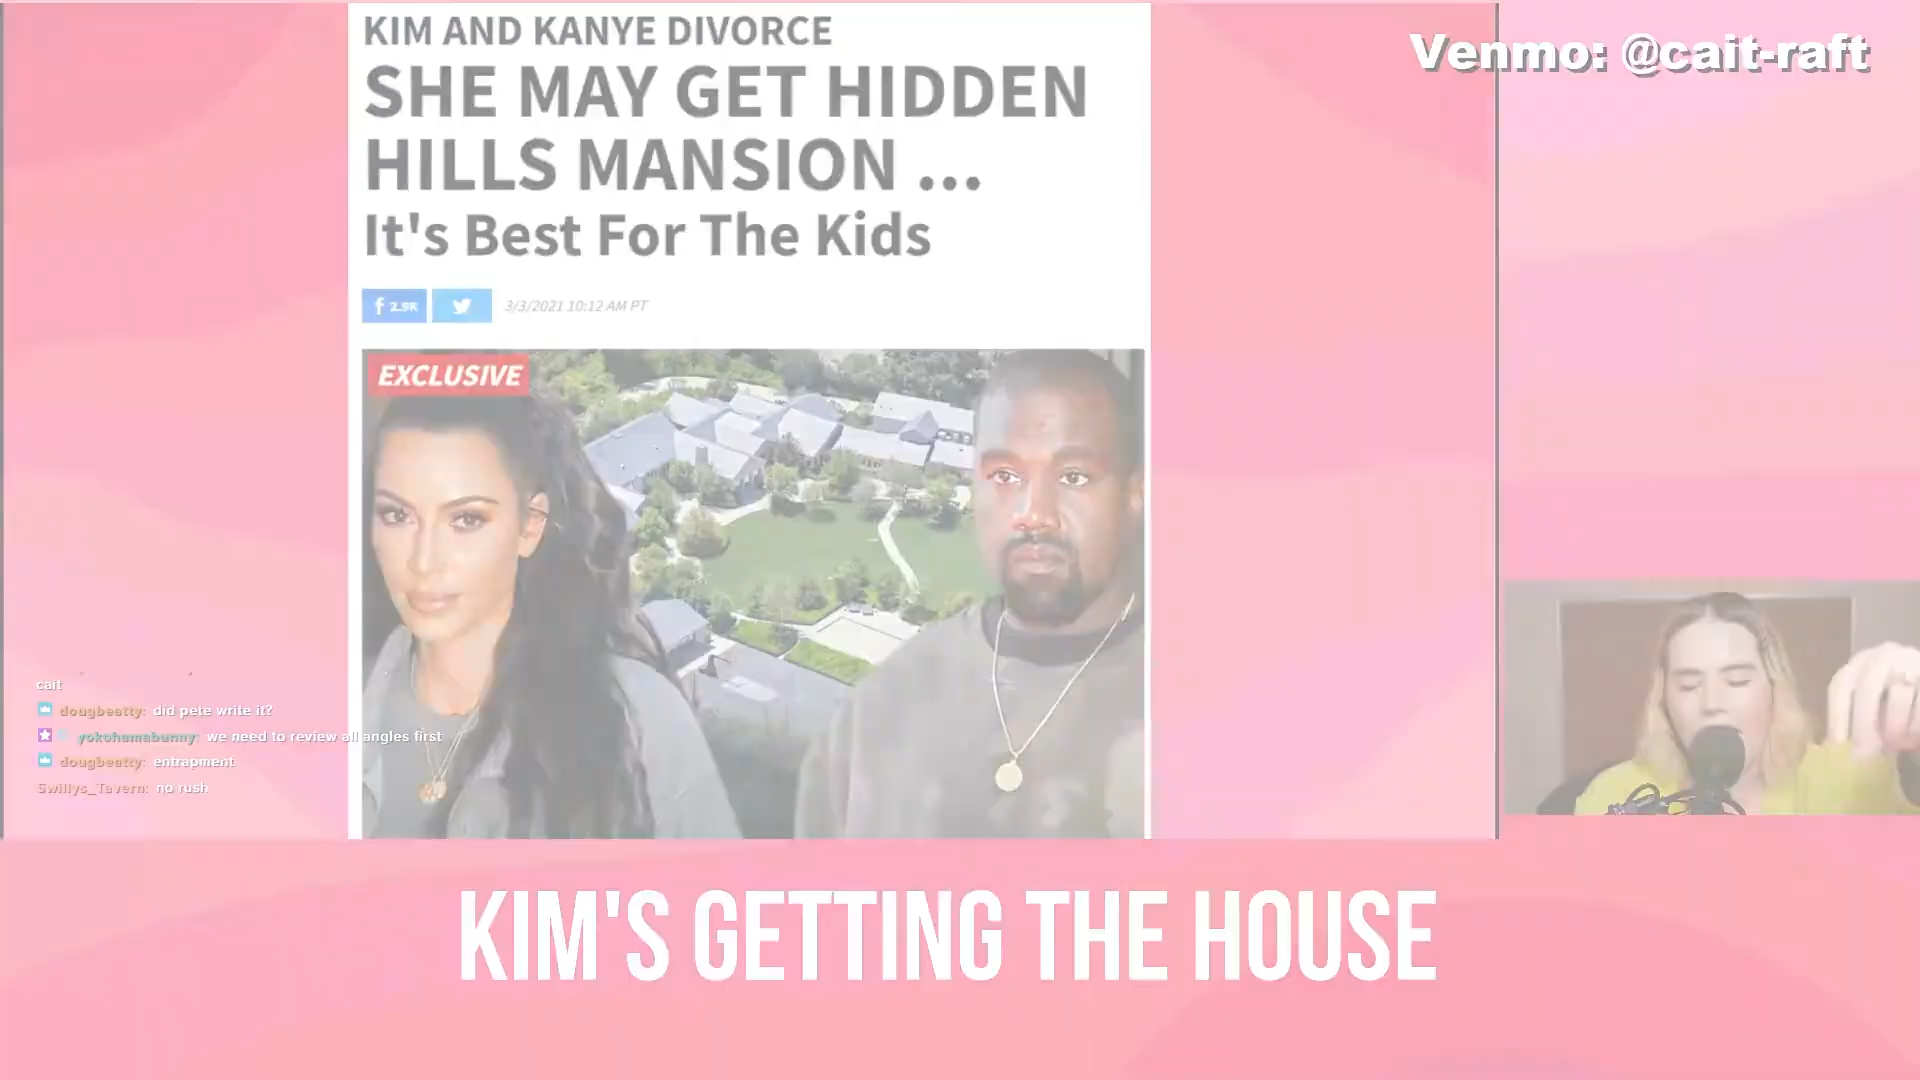 KIM AND KANYE DIVORCE
SHE MAY GET HIDDEN
HILLS MANSION ...
It's Best For The Kids
2.9K
3/3/2021 10:12 AM PT
EXCLUSIVE
Venmo: @cait-raft
cait
dougbeatty: did pete write it?
yokohamabunny: we need to review all angles first
dougbeatty: entrapment
Swillys_Tavern: no rush
KIM'S GETTING THE HOUSE